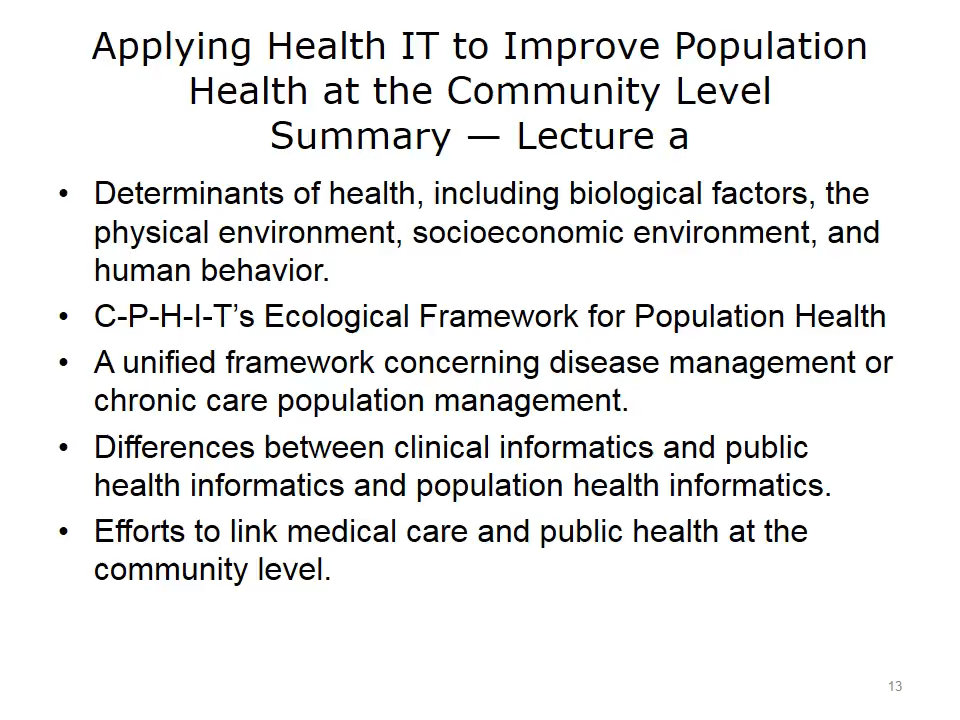 Applying Health IT to Improve Population
Health at the Community Level
Summary — Lecture a
• Determinants of health, including biological factors, the
physical environment, socioeconomic environment, and
human behavior.
• C-P-H-I-T’s Ecological Framework for Population Health
• A unified framework concerning disease management or
chronic care population management.
• Differences between clinical informatics and public
health informatics and population health informatics.
• Efforts to link medical care and public health at the
community level.
13